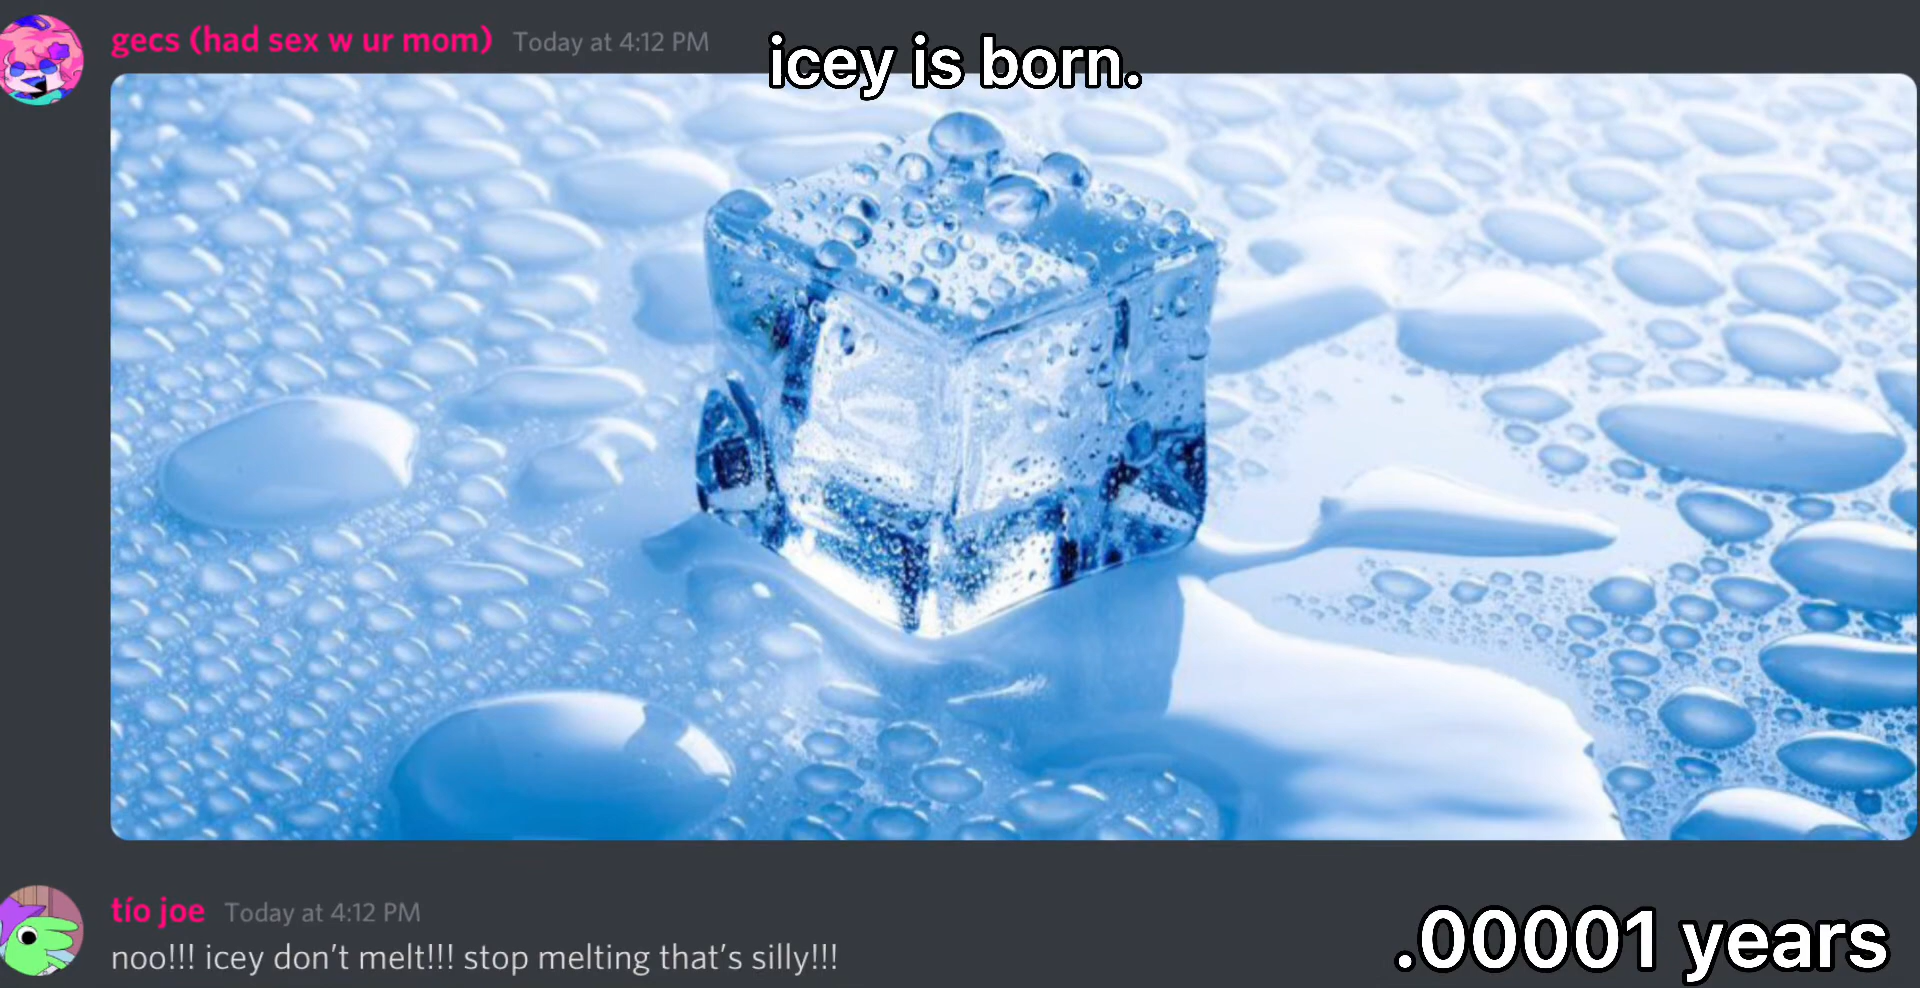 gecs (had sex w ur mom) Today at 4:12 PM
icey is born.
tío joe Today at 4:12 PM
noo!!! icey don’t melt!!! stop melting that’s silly!!!
.00001 years